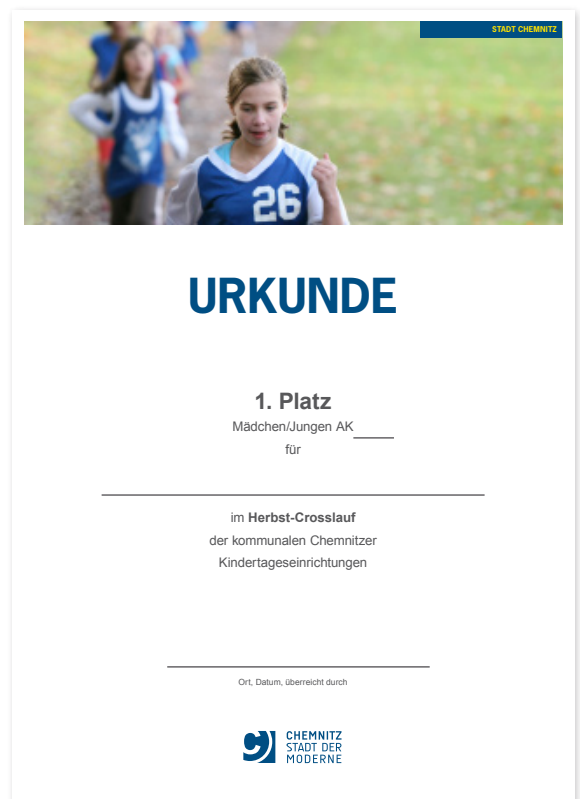 STADT CHEMNITZ
26
URKUNDE
1. Platz
Mädchen/Jungen AK
für
im Herbst-Crosslauf
der kommunalen Chemnitzer
Kindertageseinrichtungen
Ort, Datum, überreicht durch
CHEMNITZ
STADT DER
MODERNE